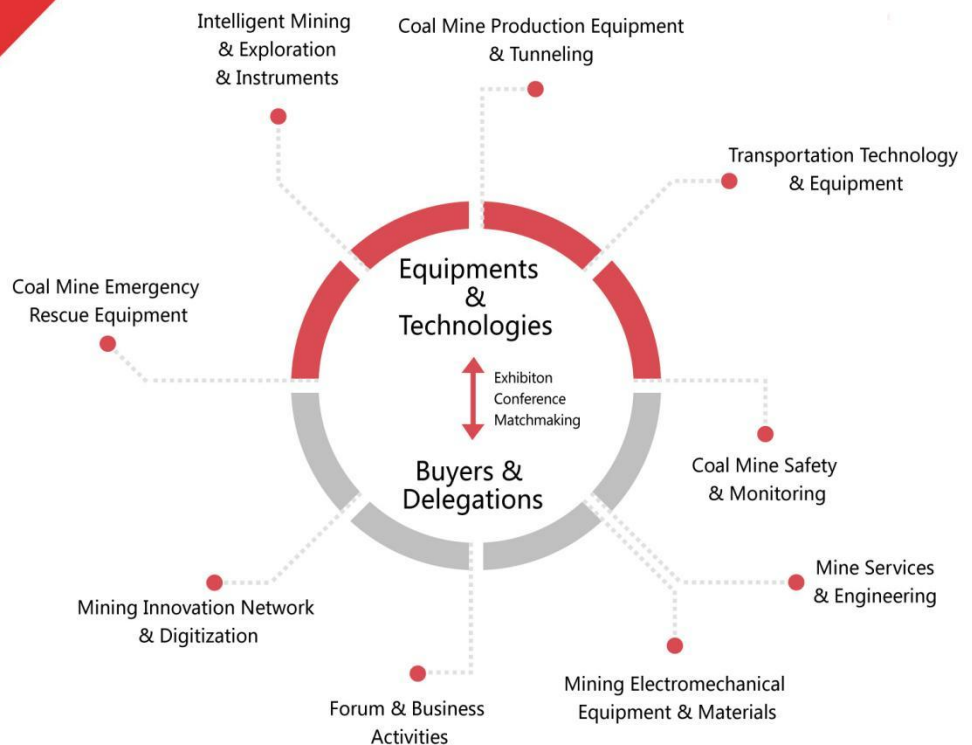 Intelligent Mining
& Exploration
& Instruments
Coal Mine Production Equipment
& Tunneling
Transportation Technology
& Equipment
Coal Mine Emergency
Rescue Equipment
Equipments
&
Technologies
Exhibiton
Conference
Matchmaking
Buyers &
Delegations
Coal Mine Safety
& Monitoring
Mine Services
& Engineering
Mining Innovation Network
& Digitization
Mining Electromechanical
Equipment & Materials
Forum & Business
Activities